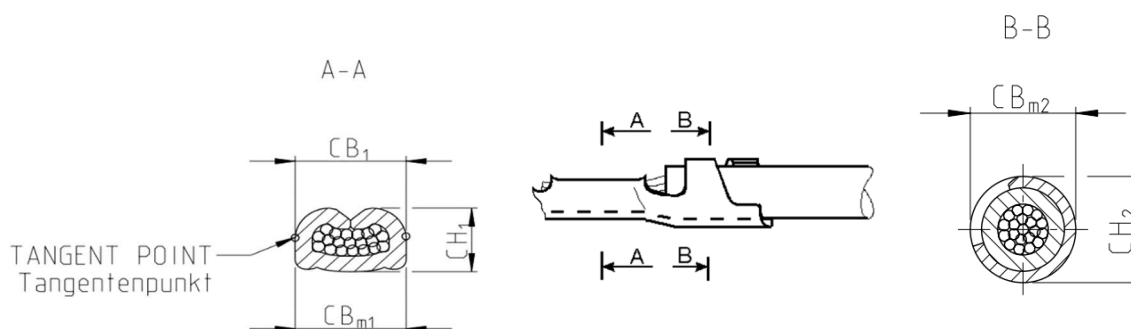 A-A
CB₁
TANGENT POINT
Tangentenpunkt
CH₁
CBₘ₁
A B
A B
B-B
CBₘ₂
CH₂